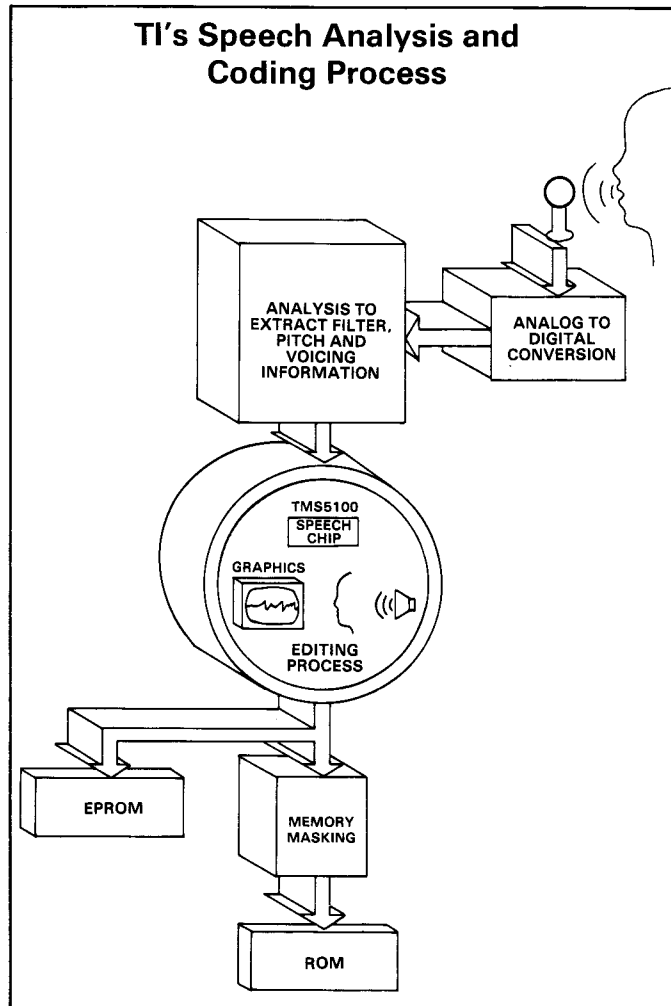 TI's Speech Analysis and
Coding Process
ANALYSIS TO
EXTRACT FILTER,
PITCH AND
VOICING
INFORMATION
ANALOG TO
DIGITAL
CONVERSION
TMS5100
SPEECH
CHIP
GRAPHICS
EDITING
PROCESS
EPROM
MEMORY
MASKING
ROM